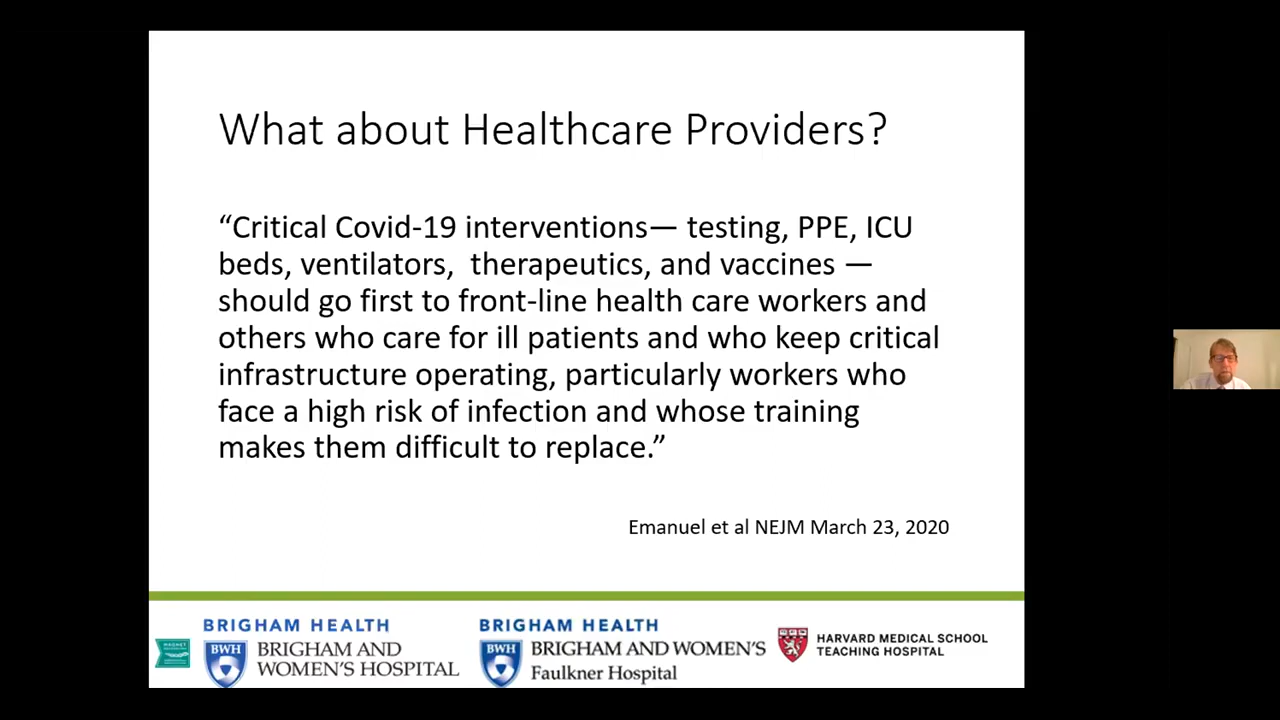 What about Healthcare Providers?
“Critical Covid-19 interventions— testing, PPE, ICU
beds, ventilators,  therapeutics, and vaccines —
should go first to front-line health care workers and
others who care for ill patients and who keep critical
infrastructure operating, particularly workers who
face a high risk of infection and whose training
makes them difficult to replace.”
Emanuel et al NEJM March 23, 2020
BRIGHAM HEALTH
BWH
BRIGHAM AND
WOMEN'S HOSPITAL
BRIGHAM HEALTH
BWH
BRIGHAM AND WOMEN'S
Faulkner Hospital
HARVARD MEDICAL SCHOOL
TEACHING HOSPITAL